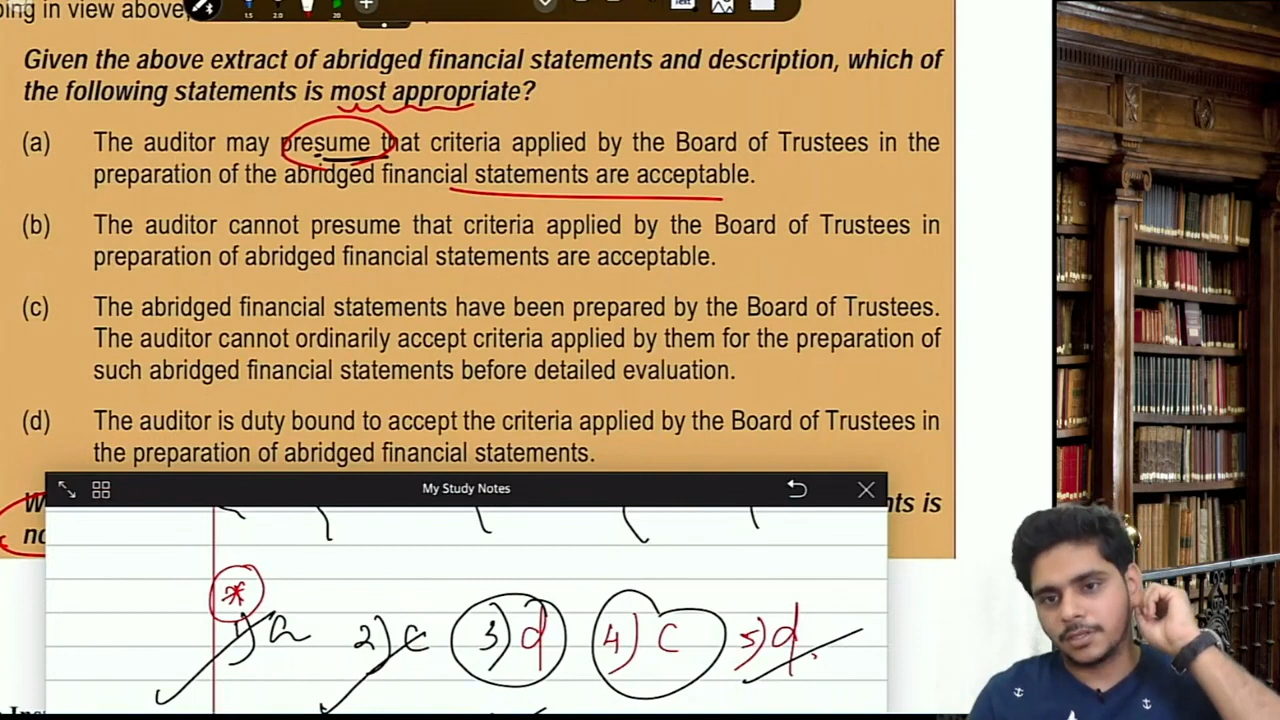 ing in view above,
1.5 2.0 20 Text
Given the above extract of abridged financial statements and description, which of
the following statements is most appropriate?
(a) The auditor may presume that criteria applied by the Board of Trustees in the
preparation of the abridged financial statements are acceptable.
(b) The auditor cannot presume that criteria applied by the Board of Trustees in
preparation of abridged financial statements are acceptable.
(c) The abridged financial statements have been prepared by the Board of Trustees.
The auditor cannot ordinarily accept criteria applied by them for the preparation of
such abridged financial statements before detailed evaluation.
(d) The auditor is duty bound to accept the criteria applied by the Board of Trustees in
the preparation of abridged financial statements.
My Study Notes
nts is
1) a 2) c 3) d 4) c 5) d